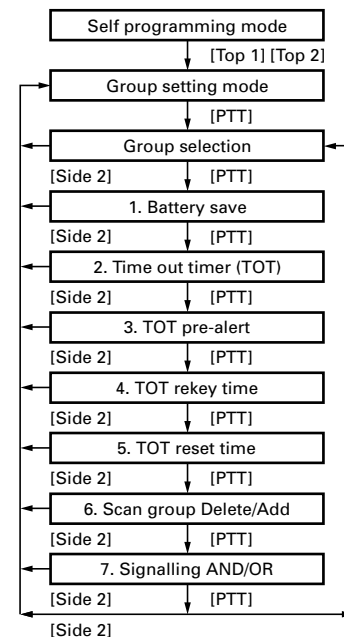 Self programming mode
[Top 1] [Top 2]
Group setting mode
[PTT]
Group selection
[Side 2] [PTT]
1. Battery save
[Side 2] [PTT]
2. Time out timer (TOT)
[Side 2] [PTT]
3. TOT pre-alert
[Side 2] [PTT]
4. TOT rekey time
[Side 2] [PTT]
5. TOT reset time
[Side 2] [PTT]
6. Scan group Delete/Add
[Side 2] [PTT]
7. Signalling AND/OR
[Side 2] [PTT]
[Side 2]